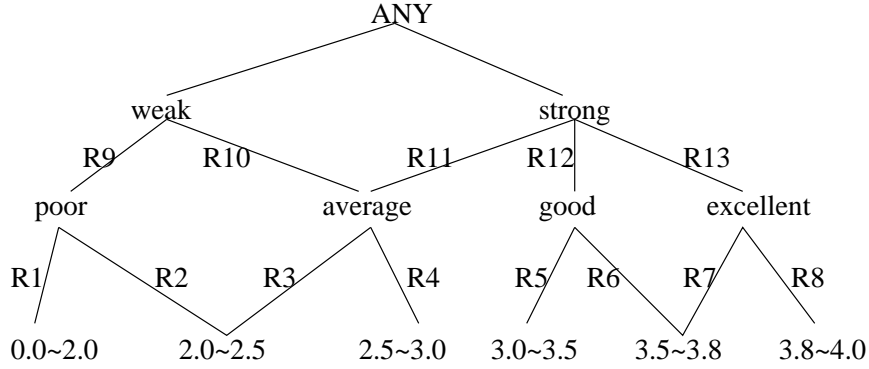 ANY
weak strong
R9 R10 R11 R12 R13
poor average good excellent
R1 R2 R3 R4 R5 R6 R7 R8
0.0~2.0 2.0~2.5 2.5~3.0 3.0~3.5 3.5~3.8 3.8~4.0